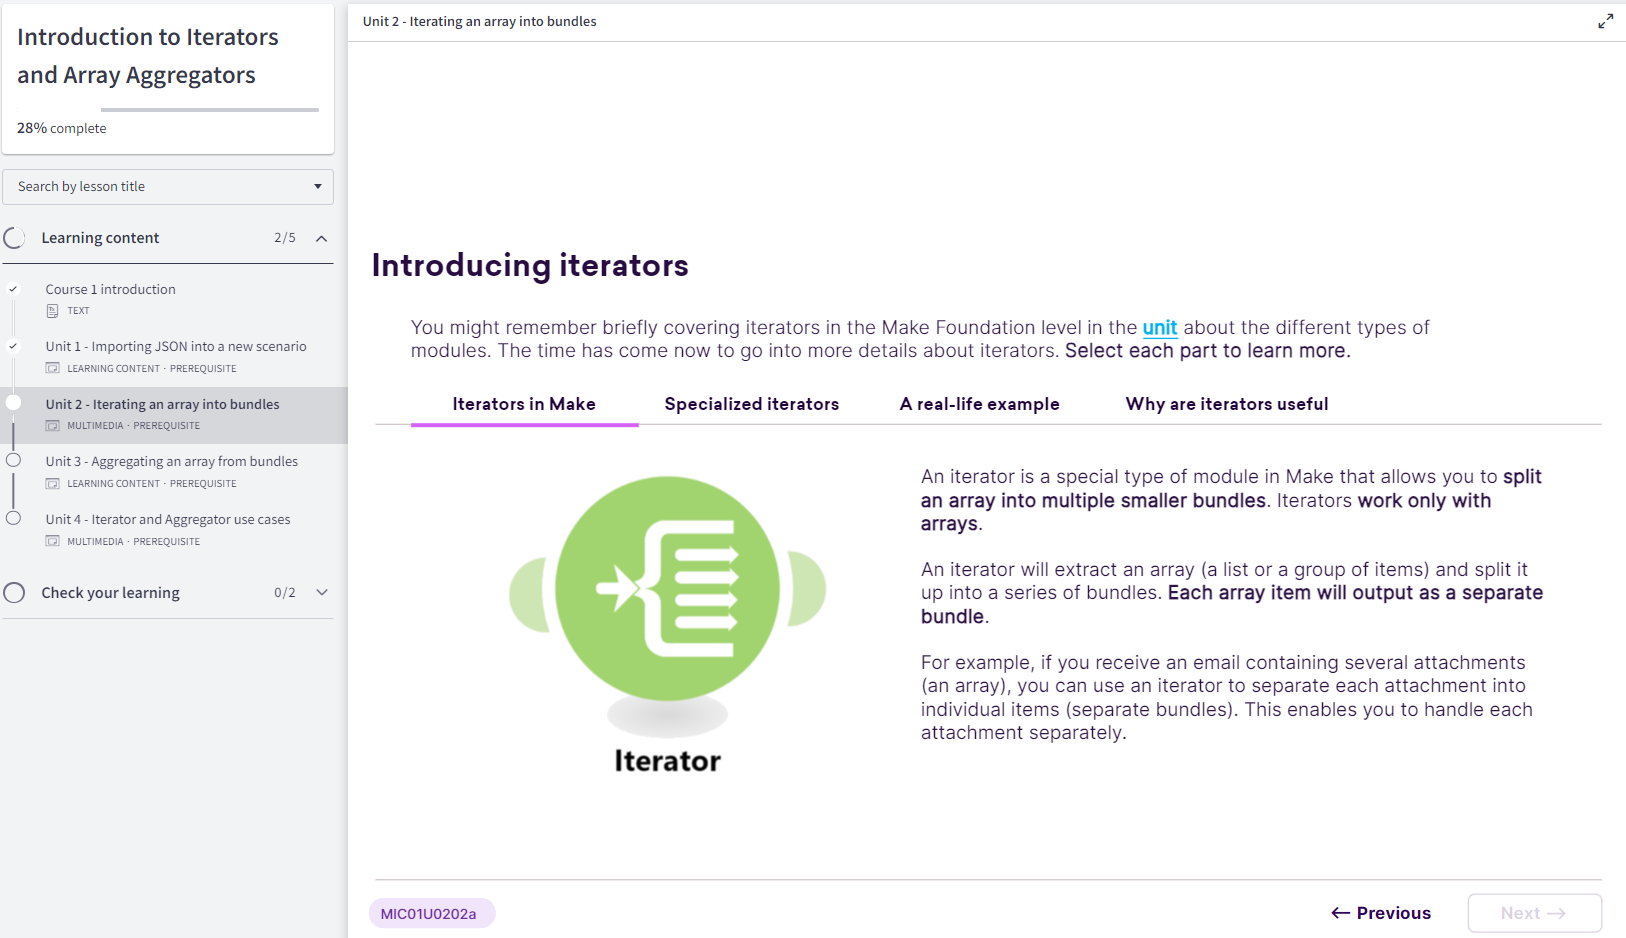 Introduction to Iterators
and Array Aggregators
28% complete
Search by lesson title
Learning content 2/5
Course 1 introduction
TEXT
Unit 1 - Importing JSON into a new scenario
LEARNING CONTENT · PREREQUISITE
Unit 2 - Iterating an array into bundles
MULTIMEDIA · PREREQUISITE
Unit 3 - Aggregating an array from bundles
LEARNING CONTENT · PREREQUISITE
Unit 4 - Iterator and Aggregator use cases
MULTIMEDIA · PREREQUISITE
Check your learning 0/2
Unit 2 - Iterating an array into bundles
Introducing iterators
You might remember briefly covering iterators in the Make Foundation level in the unit about the different types of
modules. The time has come now to go into more details about iterators. Select each part to learn more.
Iterators in Make Specialized iterators A real-life example Why are iterators useful
Iterator
An iterator is a special type of module in Make that allows you to split
an array into multiple smaller bundles. Iterators work only with
arrays.
An iterator will extract an array (a list or a group of items) and split it
up into a series of bundles. Each array item will output as a separate
bundle.
For example, if you receive an email containing several attachments
(an array), you can use an iterator to separate each attachment into
individual items (separate bundles). This enables you to handle each
attachment separately.
MIC01U0202a
← Previous Next →